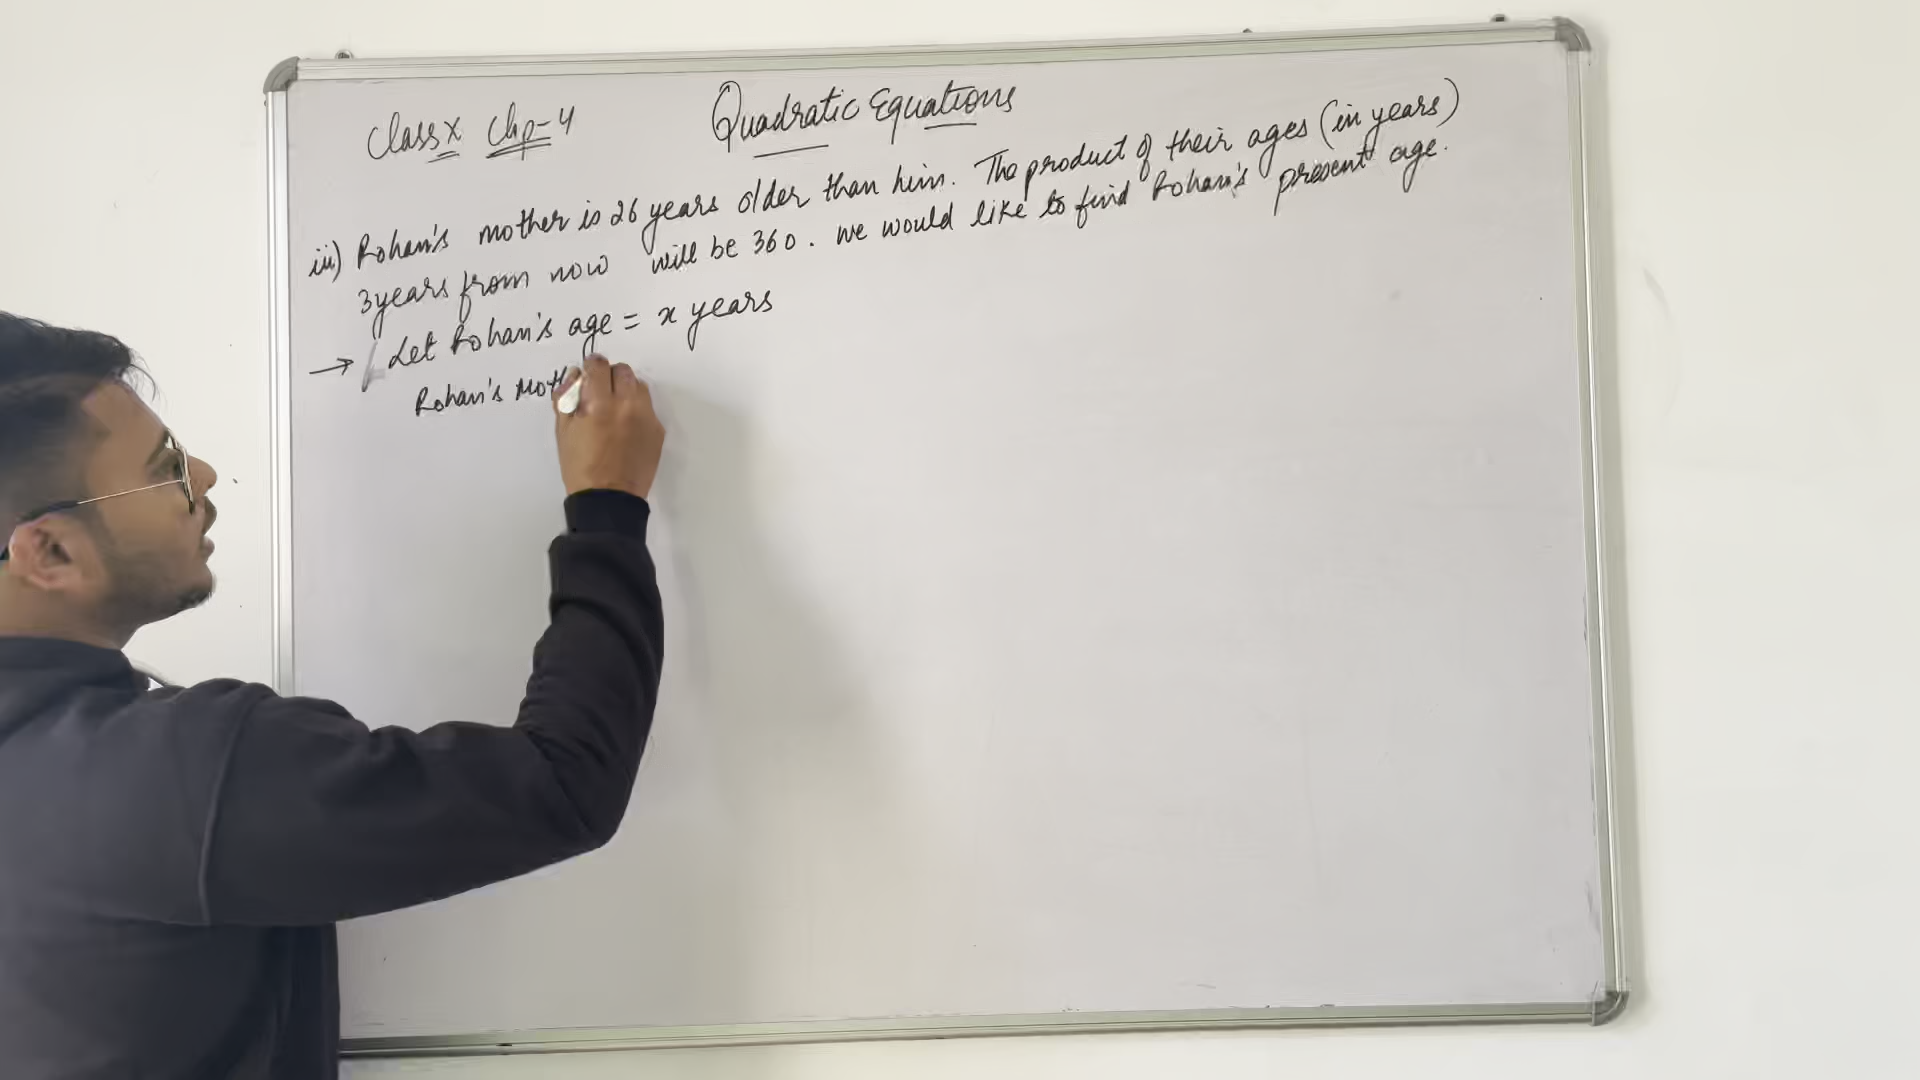 Class X Chp-4 Quadratic Equations
iii) Rohan's mother is 26 years older than him. The product of their ages (in years)
3 years from now will be 360. we would like to find Rohan's present age.
→ Let Rohan's age = x years
Rohan's Moth